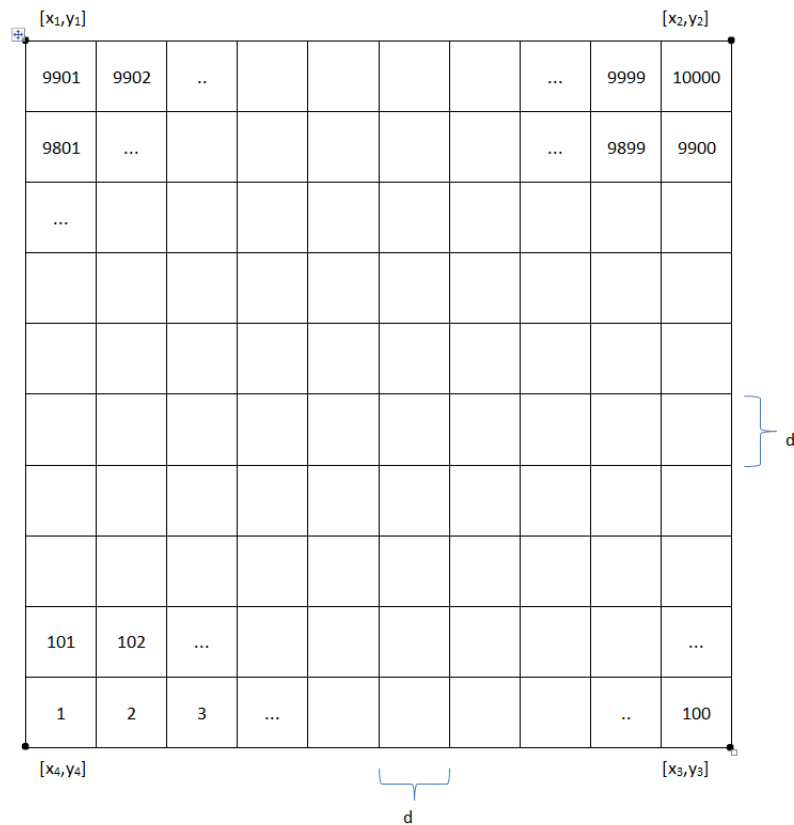 [x₁,y₁] [x₂,y₂]
9901 9902 .. ... 9999 10000
9801 ... ... 9899 9900
...
d
101 102 ... ...
1 2 3 ... .. 100
[x₄,y₄] [x₃,y₃]
d